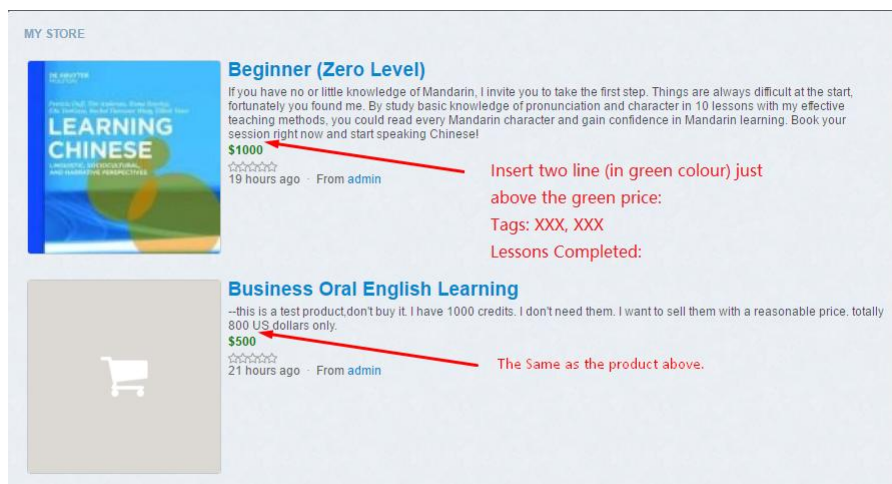 MY STORE
DE GRUYTER
MOUTON
LEARNING
CHINESE
LINGUISTIC, SOCIOCULTURAL,
AND NARRATIVE PERSPECTIVES
Beginner (Zero Level)
If you have no or little knowledge of Mandarin, I invite you to take the first step. Things are always difficult at the start,
fortunately you found me. By study basic knowledge of pronunciation and character in 10 lessons with my effective
teaching methods, you could read every Mandarin character and gain confidence in Mandarin learning. Book your
session right now and start speaking Chinese!
$1000
19 hours ago · From admin
Insert two line (in green colour) just
above the green price:
Tags: XXX, XXX
Lessons Completed:
Business Oral English Learning
--this is a test product,don't buy it. I have 1000 credits. I don't need them. I want to sell them with a reasonable price. totally
800 US dollars only.
$500
21 hours ago · From admin
The Same as the product above.